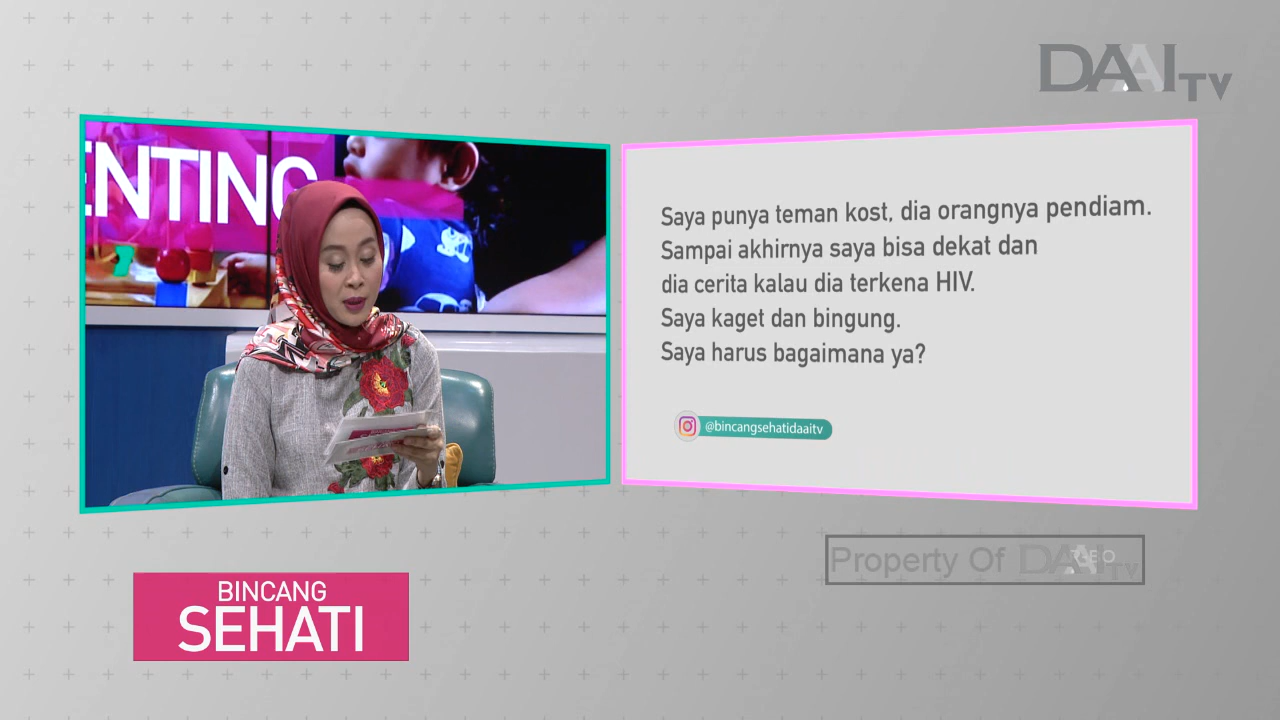 DAAI TV
ENTING
Saya punya teman kost, dia orangnya pendiam.
Sampai akhirnya saya bisa dekat dan
dia cerita kalau dia terkena HIV.
Saya kaget dan bingung.
Saya harus bagaimana ya?
@bincangsehatidaaitv
Property Of DAAI TV
BINCANG
SEHATI